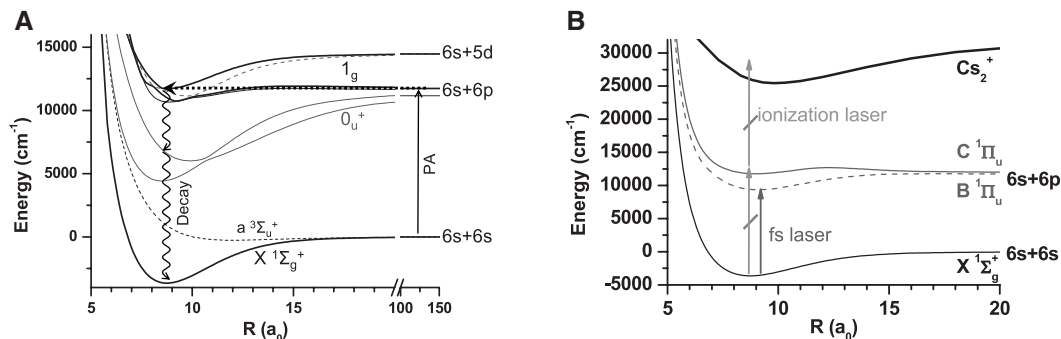 A
15000
10000
5000
0
Energy (cm⁻¹)
5
10
15
100
150
R (a₀)
6s+5d
1g
6s+6p
0u⁺
PA
Decay
a ³Σu⁺
X ¹Σg⁺
6s+6s
B
30000
25000
20000
15000
10000
5000
0
-5000
Energy (cm⁻¹)
5
10
15
20
R (a₀)
Cs₂⁺
ionization laser
C ¹Πu
6s+6p
B ¹Πu
fs laser
6s+6s
X ¹Σg⁺